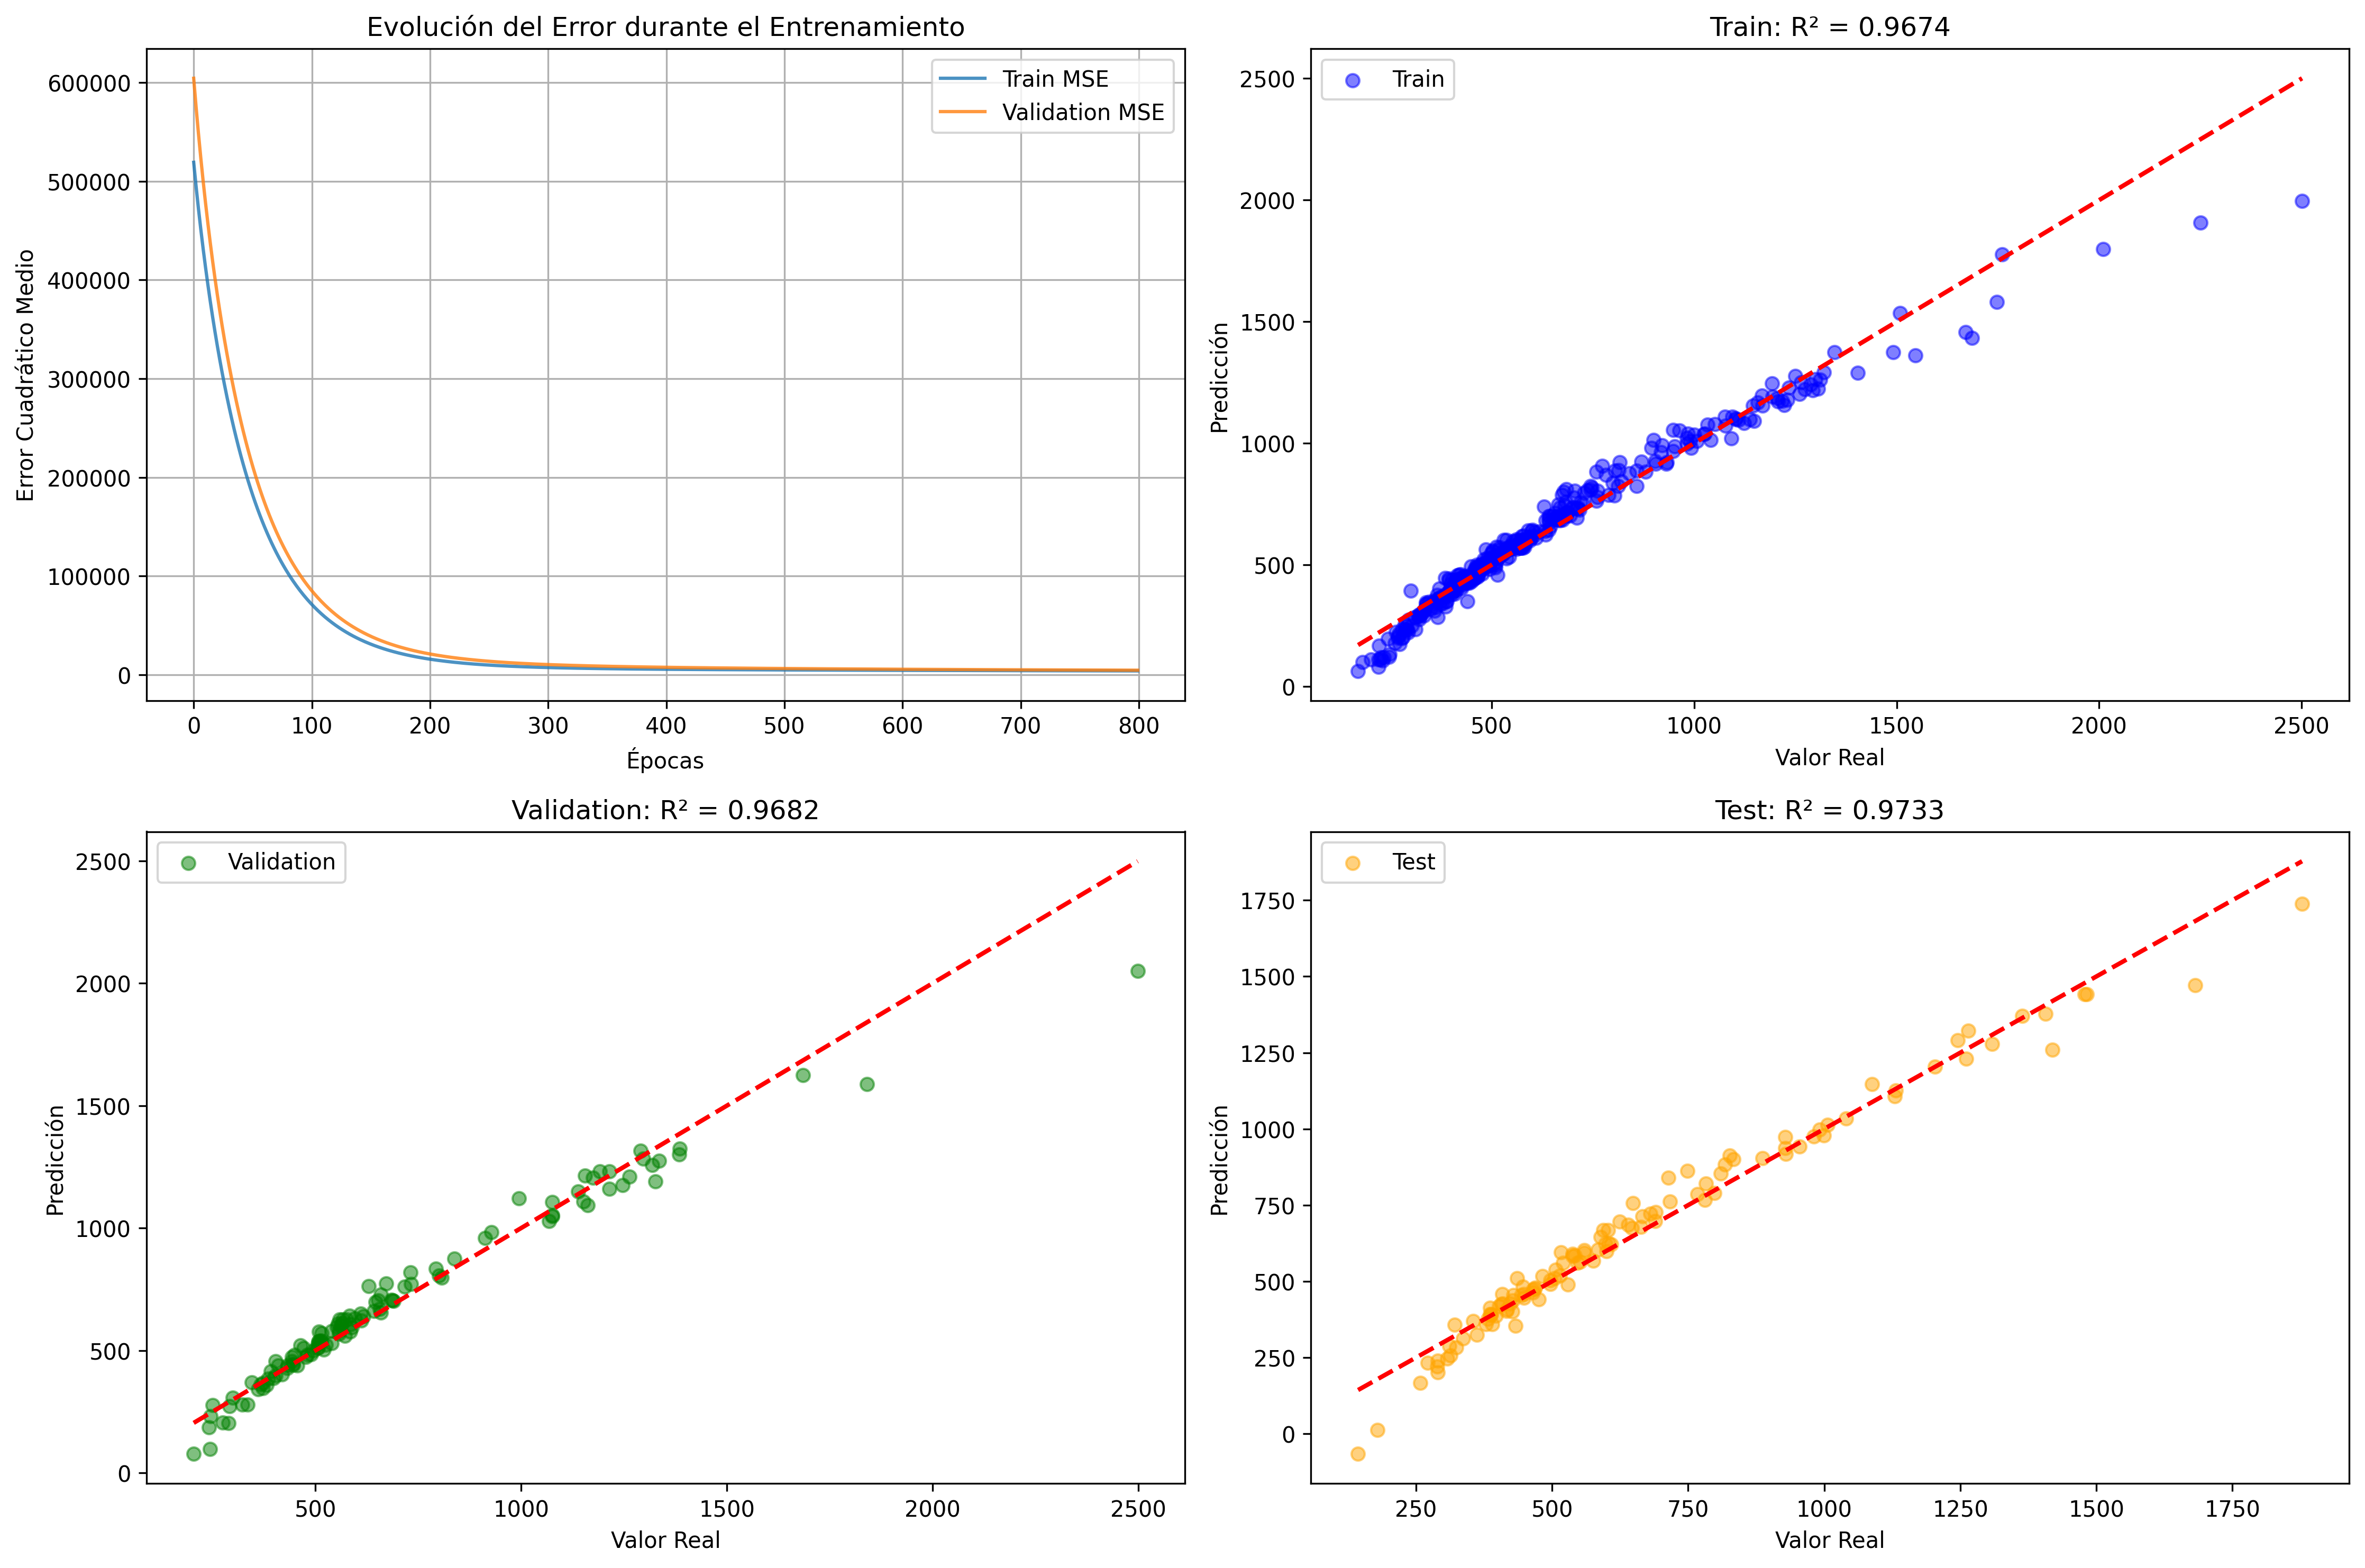 Evolución del Error durante el Entrenamiento
Error Cuadrático Medio
600000
500000
400000
300000
200000
100000
0
Train MSE
Validation MSE
0 100 200 300 400 500 600 700 800
Épocas
Train: R² = 0.9674
Predicción
2500
2000
1500
1000
500
0
Train
500 1000 1500 2000 2500
Valor Real
Validation: R² = 0.9682
Predicción
2500
2000
1500
1000
500
0
Validation
500 1000 1500 2000 2500
Valor Real
Test: R² = 0.9733
Predicción
1750
1500
1250
1000
750
500
250
0
Test
250 500 750 1000 1250 1500 1750
Valor Real